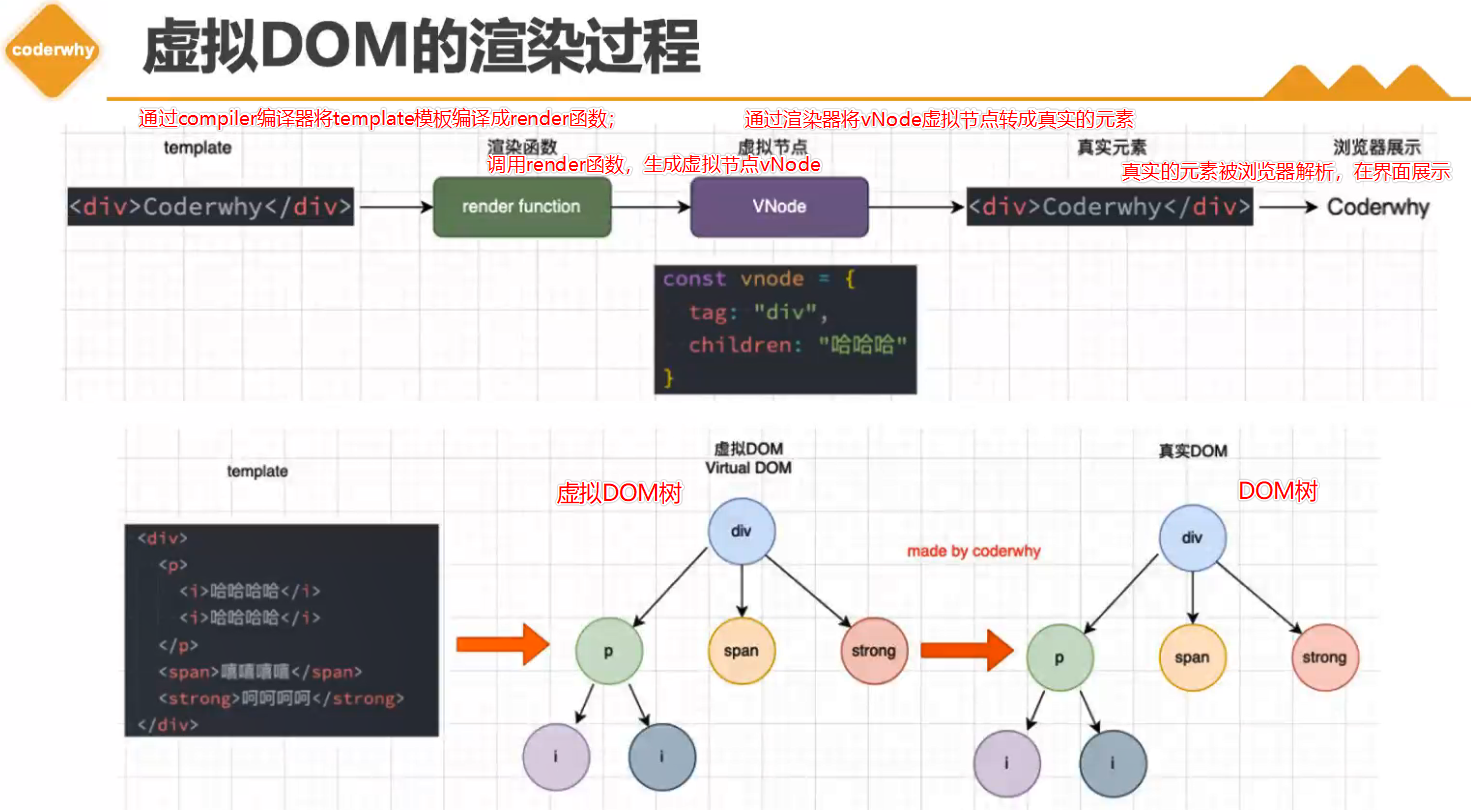 coderwhy
虚拟DOM的渲染过程
通过compiler编译器将template模板编译成render函数;
通过渲染器将vNode虚拟节点转成真实的元素
template
渲染函数
虚拟节点
真实元素
浏览器展示
调用render函数，生成虚拟节点vNode
真实的元素被浏览器解析，在界面展示
<div>Coderwhy</div>
render function
VNode
<div>Coderwhy</div>
Coderwhy
const vnode = {
tag: "div",
children: "哈哈哈"
}
template
虚拟DOM
Virtual DOM
真实DOM
虚拟DOM树
DOM树
<div>
<p>
<i>哈哈哈哈</i>
<i>哈哈哈哈</i>
</p>
<span>嘻嘻嘻嘻</span>
<strong>呵呵呵呵</strong>
</div>
div
p
span
strong
i
i
made by coderwhy
div
p
span
strong
i
i